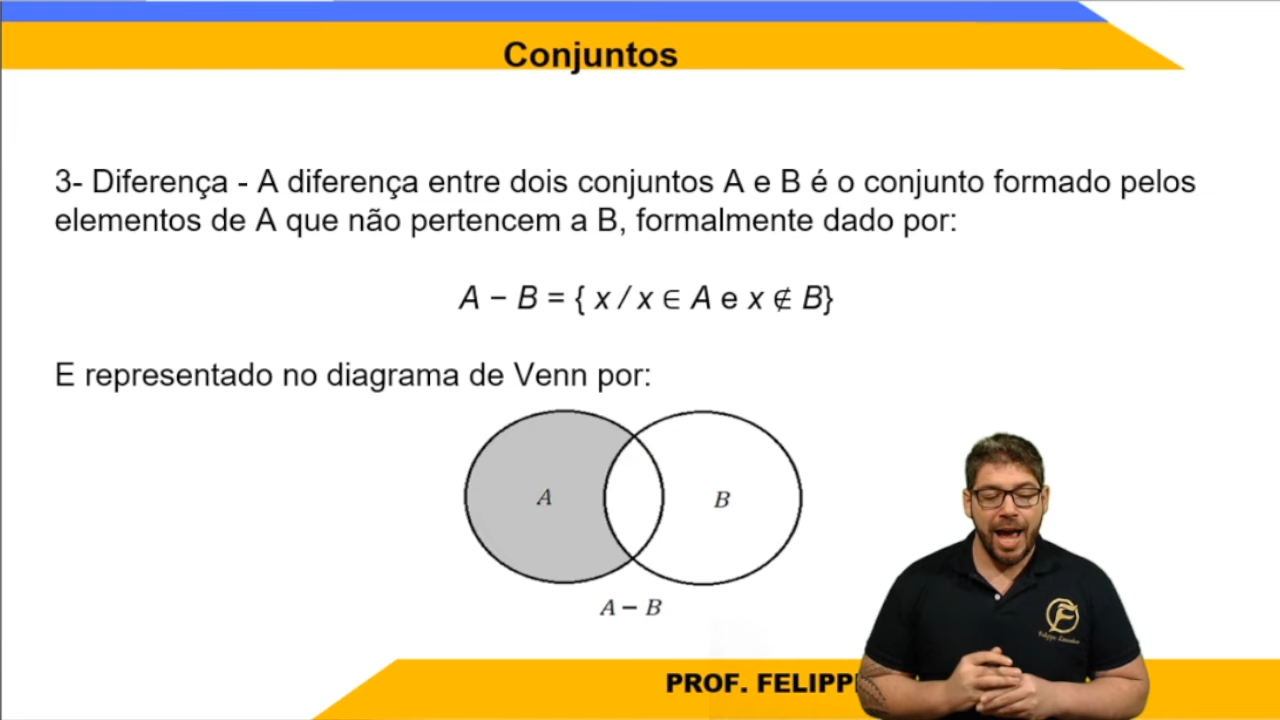 Conjuntos
3- Diferença - A diferença entre dois conjuntos A e B é o conjunto formado pelos
elementos de A que não pertencem a B, formalmente dado por:
A − B = { x / x ∈ A e x ∉ B}
E representado no diagrama de Venn por:
A
B
A − B
PROF. FELIPP